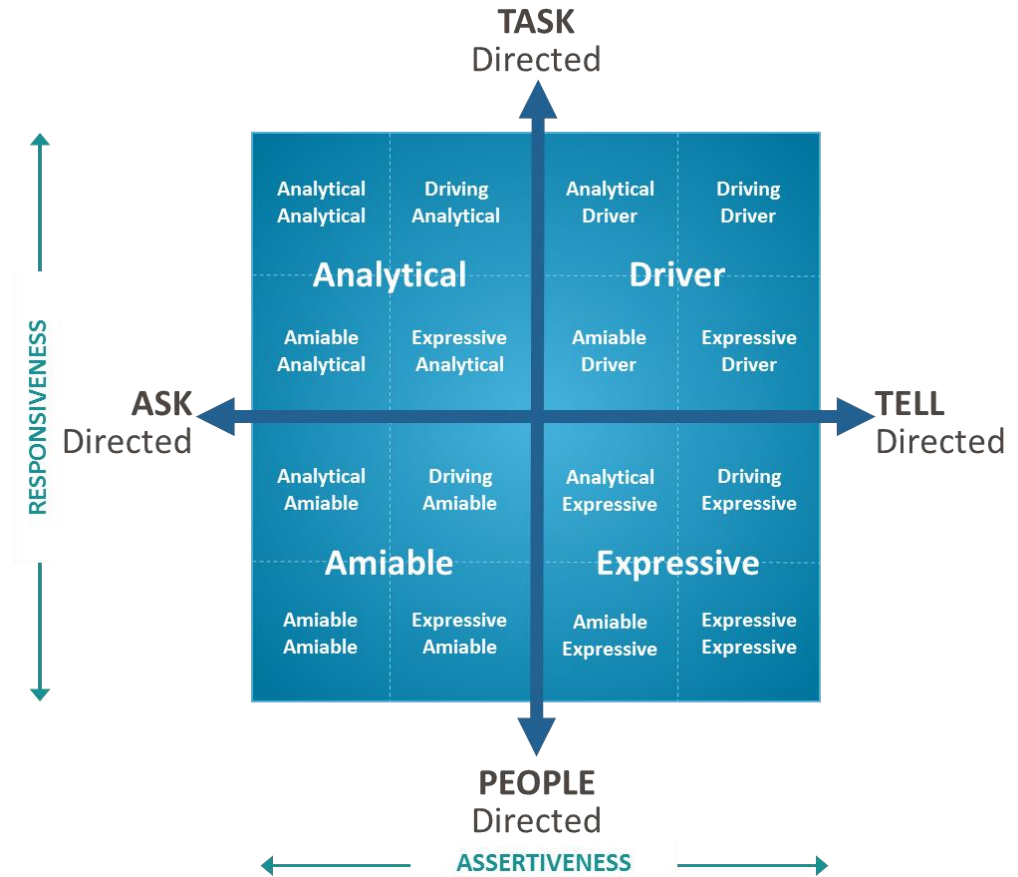 TASK
Directed
Analytical
Analytical
Driving
Analytical
Analytical
Driver
Driving
Driver
Analytical
Driver
Amiable
Analytical
Expressive
Analytical
Amiable
Driver
Expressive
Driver
RESPONSIVENESS
ASK
Directed
TELL
Directed
Analytical
Amiable
Driving
Amiable
Analytical
Expressive
Driving
Expressive
Amiable
Expressive
Amiable
Amiable
Expressive
Amiable
Amiable
Expressive
Expressive
Expressive
PEOPLE
Directed
ASSERTIVENESS